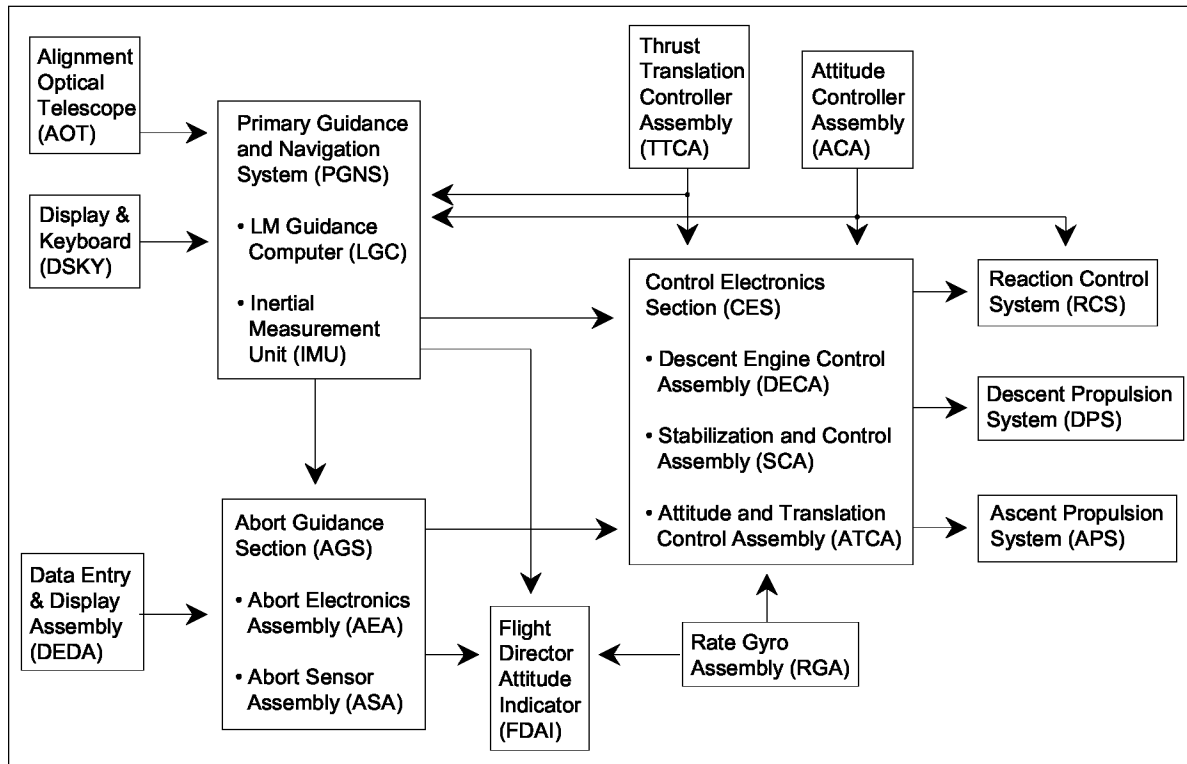 Alignment
Optical
Telescope
(AOT)
Display &
Keyboard
(DSKY)
Primary Guidance
and Navigation
System (PGNS)
• LM Guidance
Computer (LGC)
• Inertial
Measurement
Unit (IMU)
Thrust
Translation
Controller
Assembly
(TTCA)
Attitude
Controller
Assembly
(ACA)
Control Electronics
Section (CES)
• Descent Engine Control
Assembly (DECA)
• Stabilization and Control
Assembly (SCA)
• Attitude and Translation
Control Assembly (ATCA)
Reaction Control
System (RCS)
Descent Propulsion
System (DPS)
Ascent Propulsion
System (APS)
Data Entry
& Display
Assembly
(DEDA)
Abort Guidance
Section (AGS)
• Abort Electronics
Assembly (AEA)
• Abort Sensor
Assembly (ASA)
Flight
Director
Attitude
Indicator
(FDAI)
Rate Gyro
Assembly (RGA)